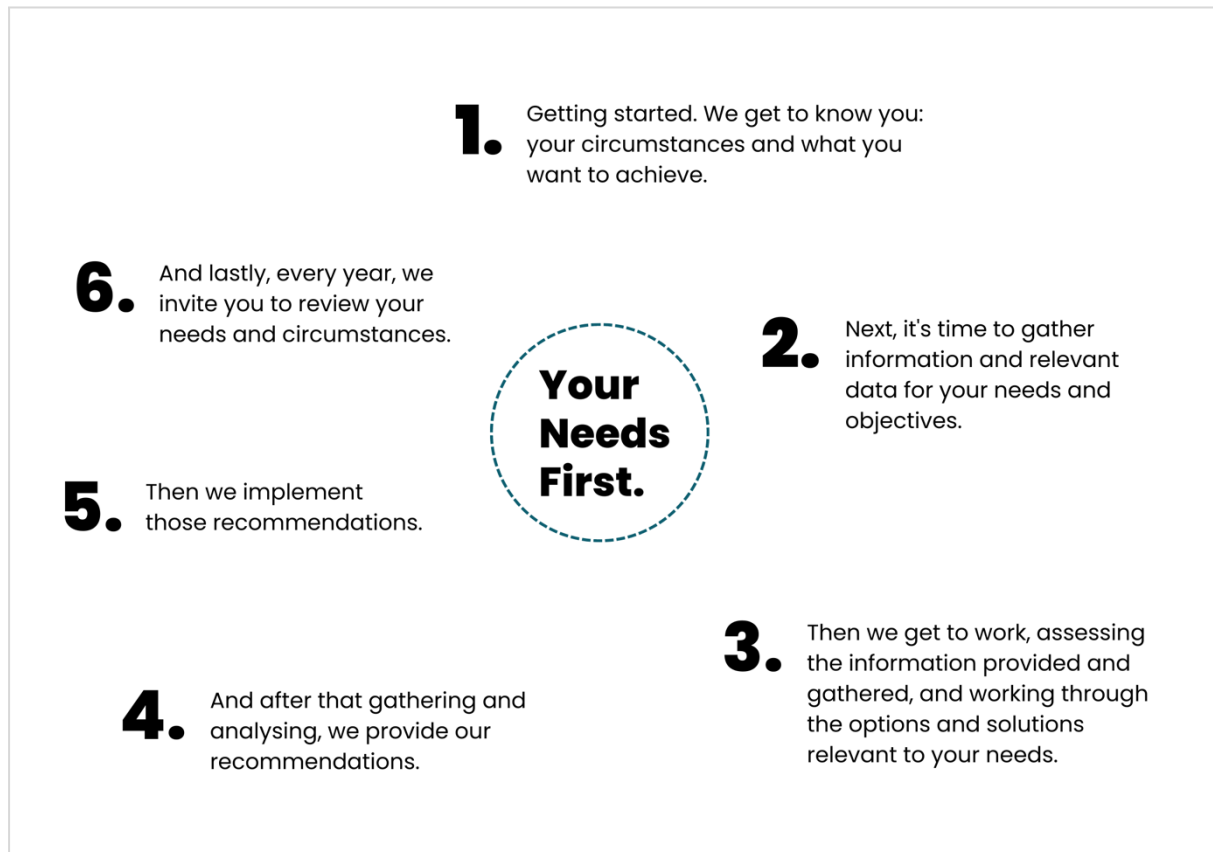 1.
Getting started. We get to know you:
your circumstances and what you
want to achieve.
2.
Next, it's time to gather
information and relevant
data for your needs and
objectives.
3.
Then we get to work, assessing
the information provided and
gathered, and working through
the options and solutions
relevant to your needs.
4.
And after that gathering and
analysing, we provide our
recommendations.
5.
Then we implement
those recommendations.
6.
And lastly, every year, we
invite you to review your
needs and circumstances.
Your
Needs
First.